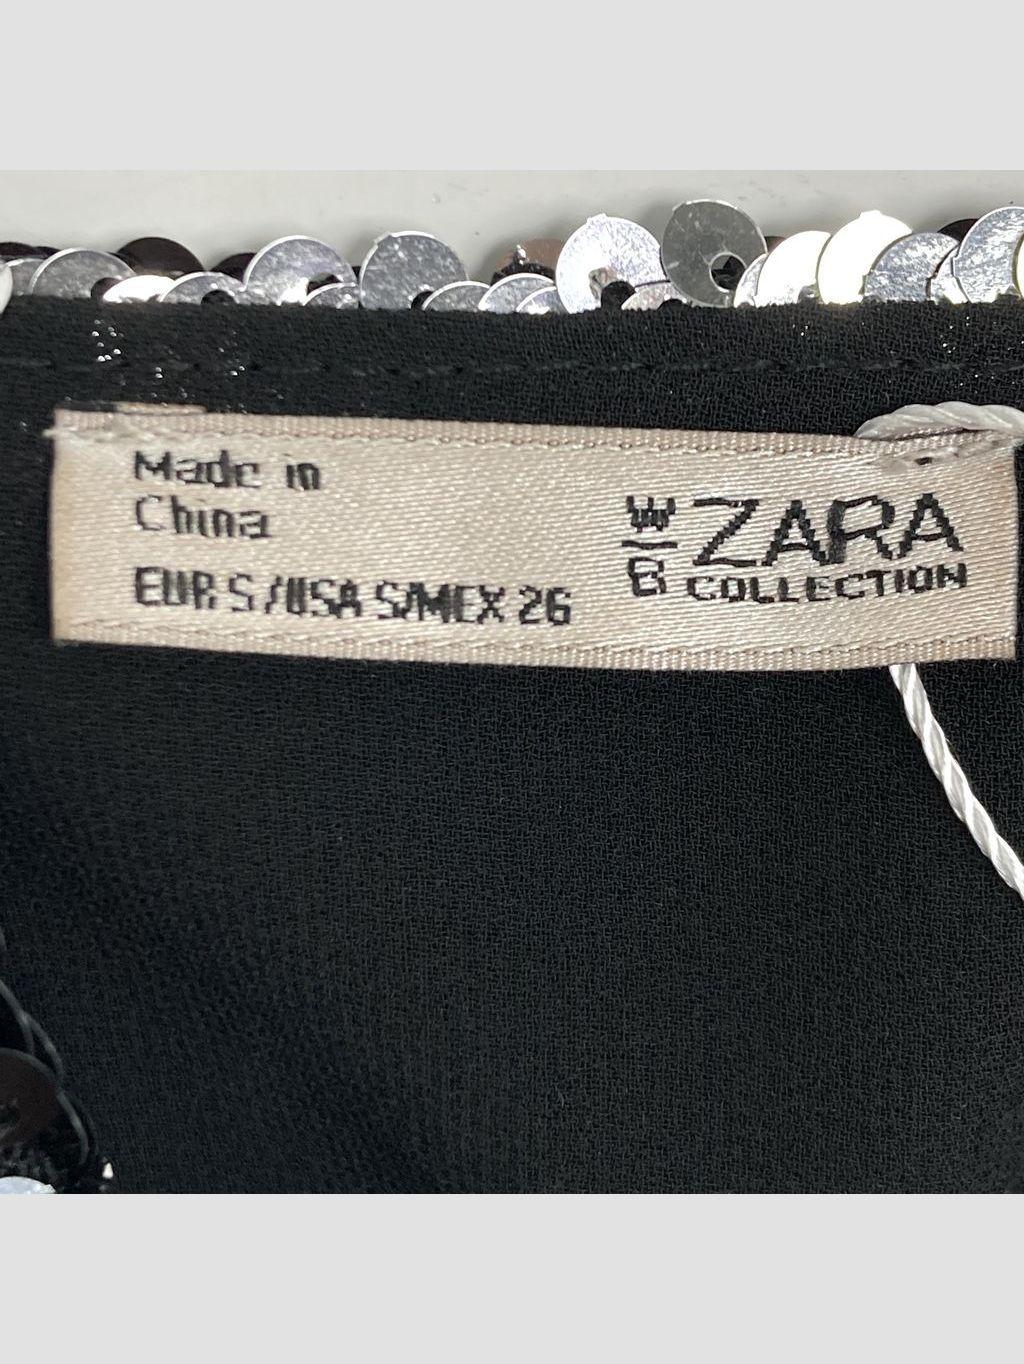 Made in
China
EUR S / USA S/MEX 26
W
B
ZARA
COLLECTION